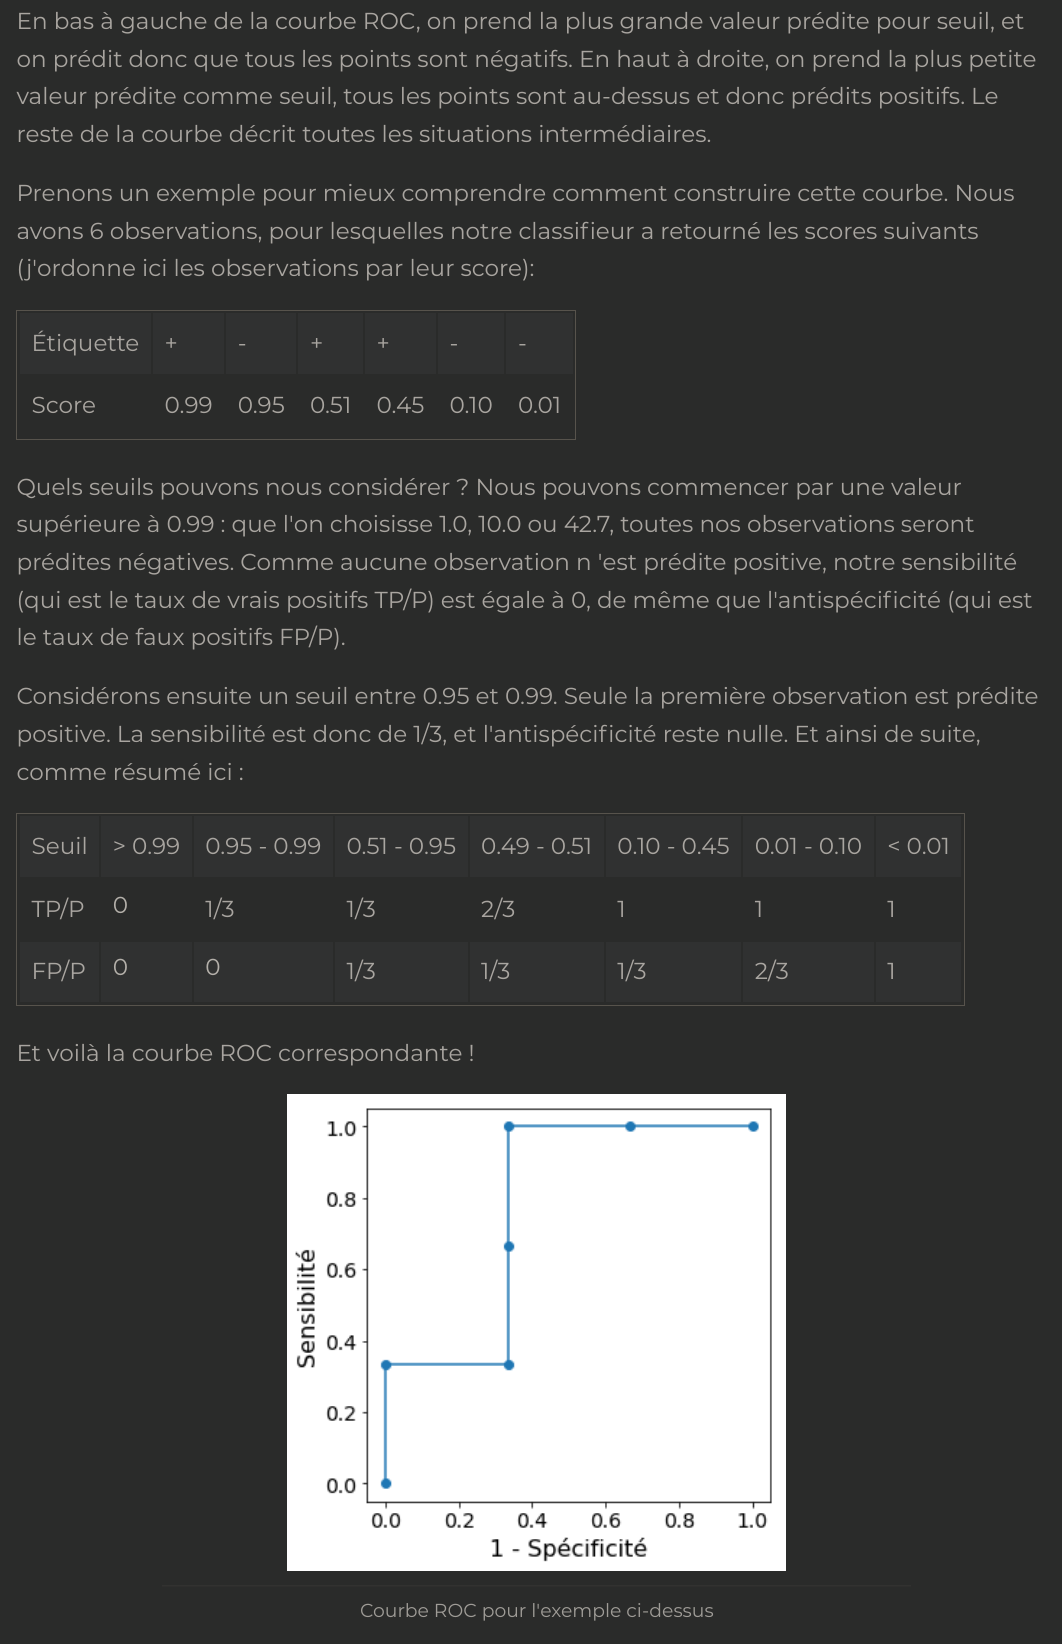 En bas à gauche de la courbe ROC, on prend la plus grande valeur prédite pour seuil, et
on prédit donc que tous les points sont négatifs. En haut à droite, on prend la plus petite
valeur prédite comme seuil, tous les points sont au-dessus et donc prédits positifs. Le
reste de la courbe décrit toutes les situations intermédiaires.
Prenons un exemple pour mieux comprendre comment construire cette courbe. Nous
avons 6 observations, pour lesquelles notre classifieur a retourné les scores suivants
(j'ordonne ici les observations par leur score):
Étiquette + - + + - -
Score 0.99 0.95 0.51 0.45 0.10 0.01
Quels seuils pouvons nous considérer ? Nous pouvons commencer par une valeur
supérieure à 0.99 : que l'on choisisse 1.0, 10.0 ou 42.7, toutes nos observations seront
prédites négatives. Comme aucune observation n 'est prédite positive, notre sensibilité
(qui est le taux de vrais positifs TP/P) est égale à 0, de même que l'antispécificité (qui est
le taux de faux positifs FP/P).
Considérons ensuite un seuil entre 0.95 et 0.99. Seule la première observation est prédite
positive. La sensibilité est donc de 1/3, et l'antispécificité reste nulle. Et ainsi de suite,
comme résumé ici :
Seuil > 0.99 0.95 - 0.99 0.51 - 0.95 0.49 - 0.51 0.10 - 0.45 0.01 - 0.10 < 0.01
TP/P 0 1/3 1/3 2/3 1 1 1
FP/P 0 0 1/3 1/3 1/3 2/3 1
Et voilà la courbe ROC correspondante !
1.0
0.8
0.6
0.4
0.2
0.0
Sensibilité
0.0 0.2 0.4 0.6 0.8 1.0
1 - Spécificité
Courbe ROC pour l'exemple ci-dessus